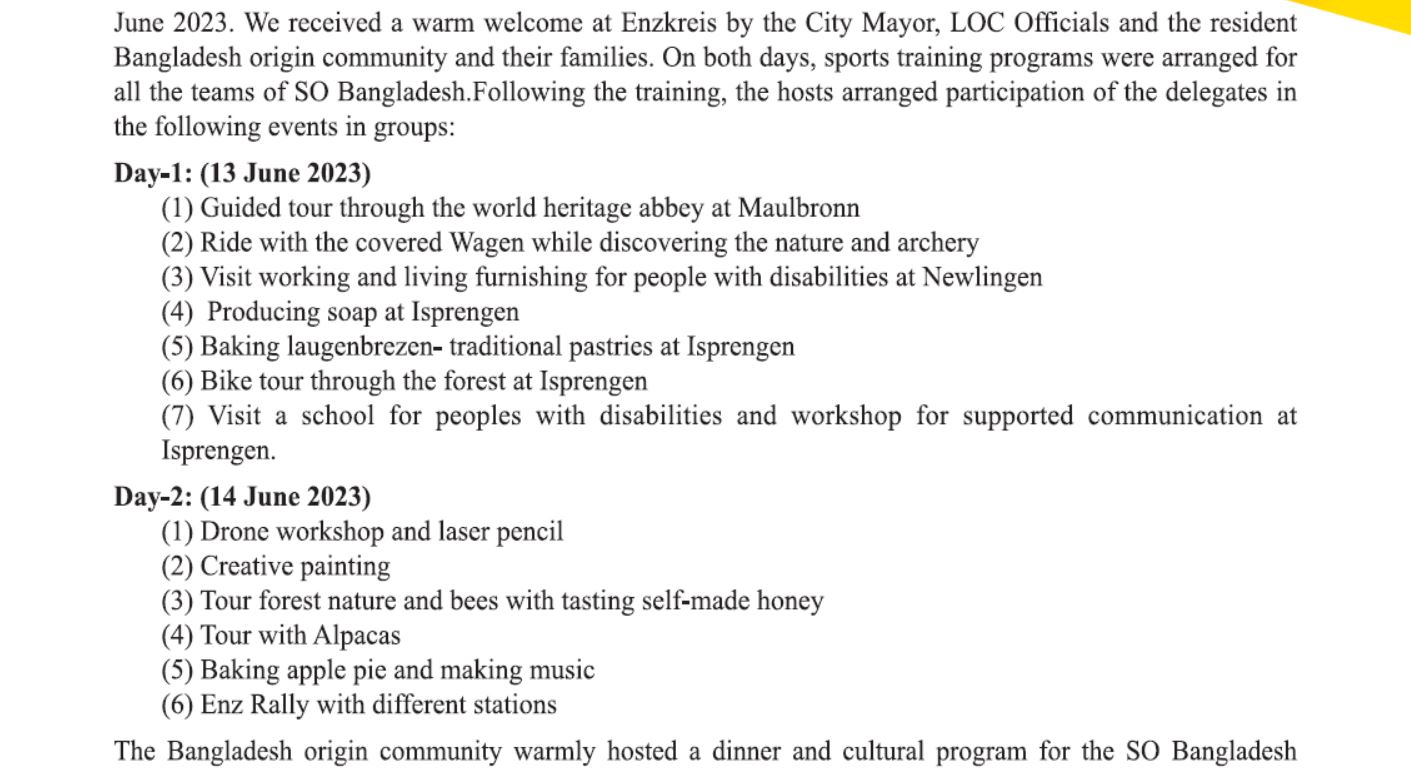 June 2023. We received a warm welcome at Enzkreis by the City Mayor, LOC Officials and the resident
Bangladesh origin community and their families. On both days, sports training programs were arranged for
all the teams of SO Bangladesh.Following the training, the hosts arranged participation of the delegates in
the following events in groups:
Day-1: (13 June 2023)
(1) Guided tour through the world heritage abbey at Maulbronn
(2) Ride with the covered Wagen while discovering the nature and archery
(3) Visit working and living furnishing for people with disabilities at Newlingen
(4) Producing soap at Isprengen
(5) Baking laugenbrezen- traditional pastries at Isprengen
(6) Bike tour through the forest at Isprengen
(7) Visit a school for peoples with disabilities and workshop for supported communication at
Isprengen.
Day-2: (14 June 2023)
(1) Drone workshop and laser pencil
(2) Creative painting
(3) Tour forest nature and bees with tasting self-made honey
(4) Tour with Alpacas
(5) Baking apple pie and making music
(6) Enz Rally with different stations
The Bangladesh origin community warmly hosted a dinner and cultural program for the SO Bangladesh